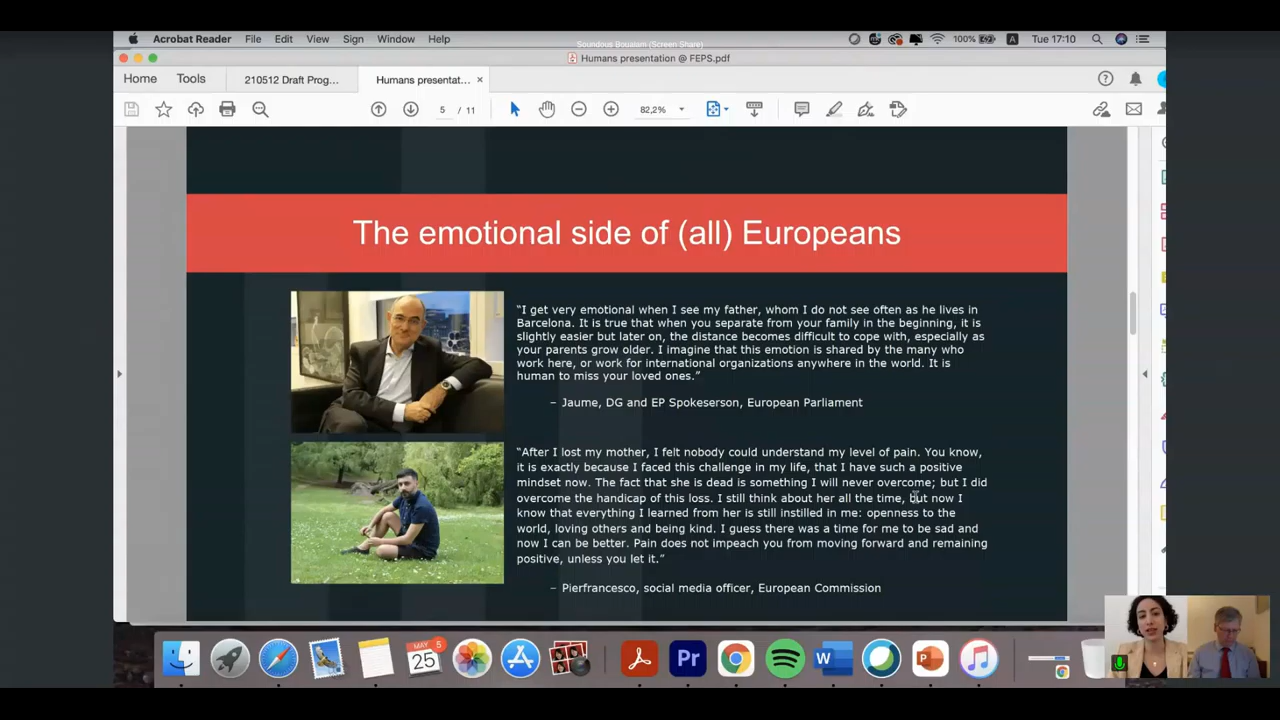 Acrobat Reader File Edit View Sign Window Help
100%
Tue 17:10
Soundous Bouasim (Screen Share)
Humans presentation @ FEPS.pdf
Home Tools 210512 Draft Prog... Humans presentat... ×
5 / 11 82,2%
The emotional side of (all) Europeans
“I get very emotional when I see my father, whom I do not see often as he lives in
Barcelona. It is true that when you separate from your family in the beginning, it is
slightly easier but later on, the distance becomes difficult to cope with, especially as
your parents grow older. I imagine that this emotion is shared by the many who
work here, or work for international organizations anywhere in the world. It is
human to miss your loved ones.”
– Jaume, DG and EP Spokeserson, European Parliament
“After I lost my mother, I felt nobody could understand my level of pain. You know,
it is exactly because I faced this challenge in my life, that I have such a positive
mindset now. The fact that she is dead is something I will never overcome; but I did
overcome the handicap of this loss. I still think about her all the time, but now I
know that everything I learned from her is still instilled in me: openness to the
world, loving others and being kind. I guess there was a time for me to be sad and
now I can be better. Pain does not impeach you from moving forward and remaining
positive, unless you let it.”
– Pierfrancesco, social media officer, European Commission
MAY 5
25
Pr
W
P